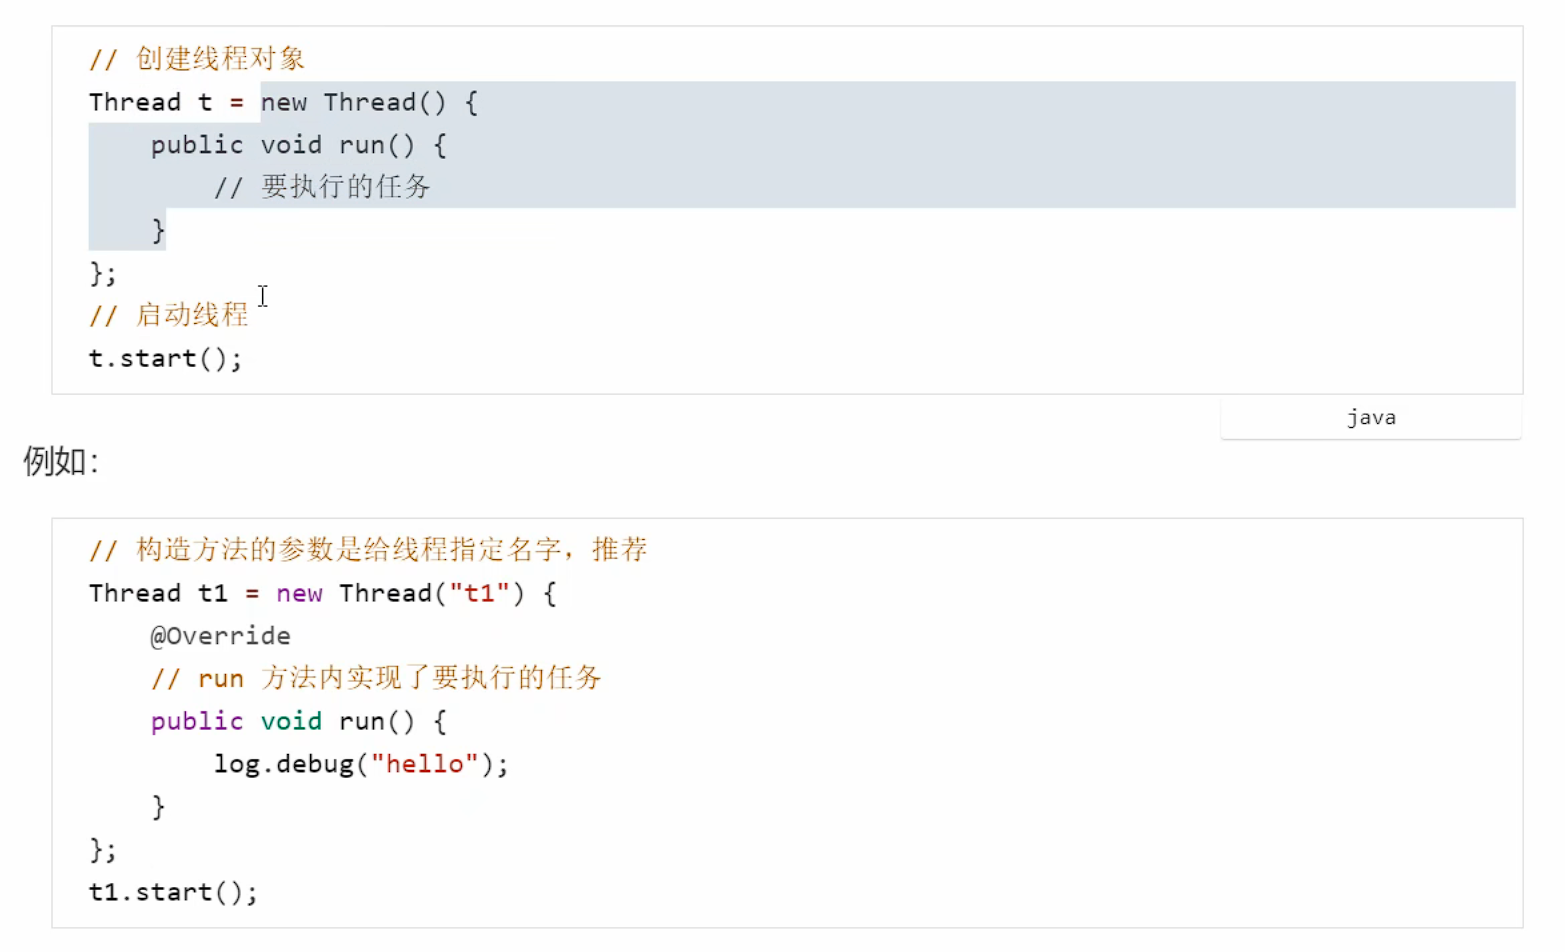 // 创建线程对象
Thread t = new Thread() {
    public void run() {
        // 要执行的任务
    }
};
// 启动线程
t.start();
java
例如：
// 构造方法的参数是给线程指定名字，推荐
Thread t1 = new Thread("t1") {
    @Override
    // run 方法内实现了要执行的任务
    public void run() {
        log.debug("hello");
    }
};
t1.start();